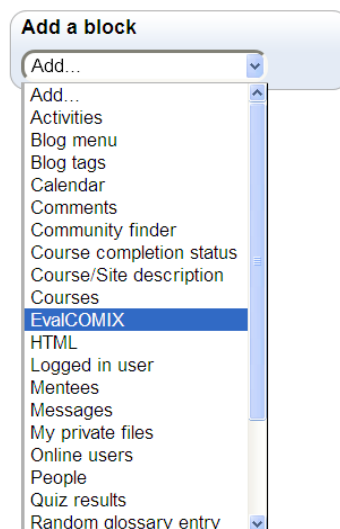 Add a block
Add...
Add...
Activities
Blog menu
Blog tags
Calendar
Comments
Community finder
Course completion status
Course/Site description
Courses
EvalCOMIX
HTML
Logged in user
Mentees
Messages
My private files
Online users
People
Quiz results
Random glossary entry